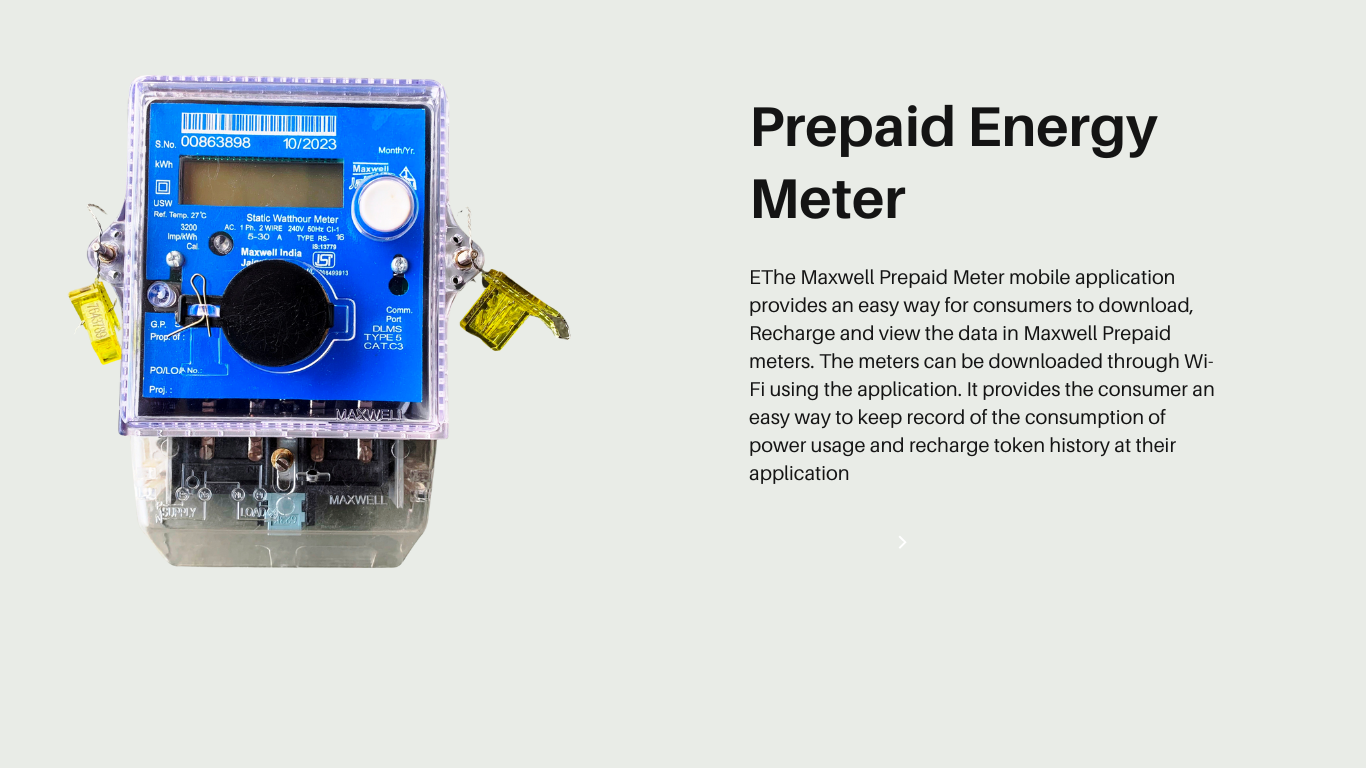 S.No. 00863898 10/2023
Month/Yr.
kWh
Maxwell
USW
Ref. Temp. 27°C
Static Watthour Meter
3200
Imp/kWh
Cal.
AC. 1 Ph. 2 WIRE 240V 50Hz Cl-1
5-30 A TYPE RS- 16
IS:13779
Maxwell India
ISI
Comm.
Port
DLMS
TYPE 5
CAT.C3
G.P.
Prop. of :
PO/LOA No.:
Proj. :
MAXWELL
MAXWELL
SUPPLY
LOAD
Prepaid Energy
Meter
EThe Maxwell Prepaid Meter mobile application
provides an easy way for consumers to download,
Recharge and view the data in Maxwell Prepaid
meters. The meters can be downloaded through Wi-
Fi using the application. It provides the consumer an
easy way to keep record of the consumption of
power usage and recharge token history at their
application